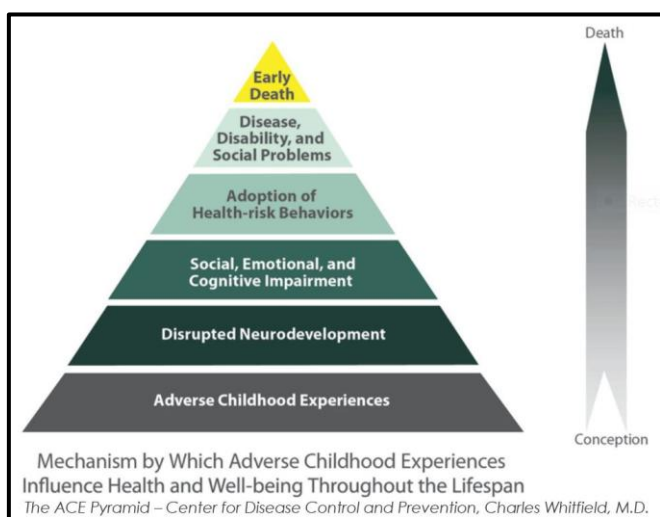 Death
Early
Death
Disease,
Disability, and
Social Problems
Adoption of
Health-risk Behaviors
Social, Emotional, and
Cognitive Impairment
Disrupted Neurodevelopment
Adverse Childhood Experiences
Conception
Mechanism by Which Adverse Childhood Experiences
Influence Health and Well-being Throughout the Lifespan
The ACE Pyramid – Center for Disease Control and Prevention, Charles Whitfield, M.D.